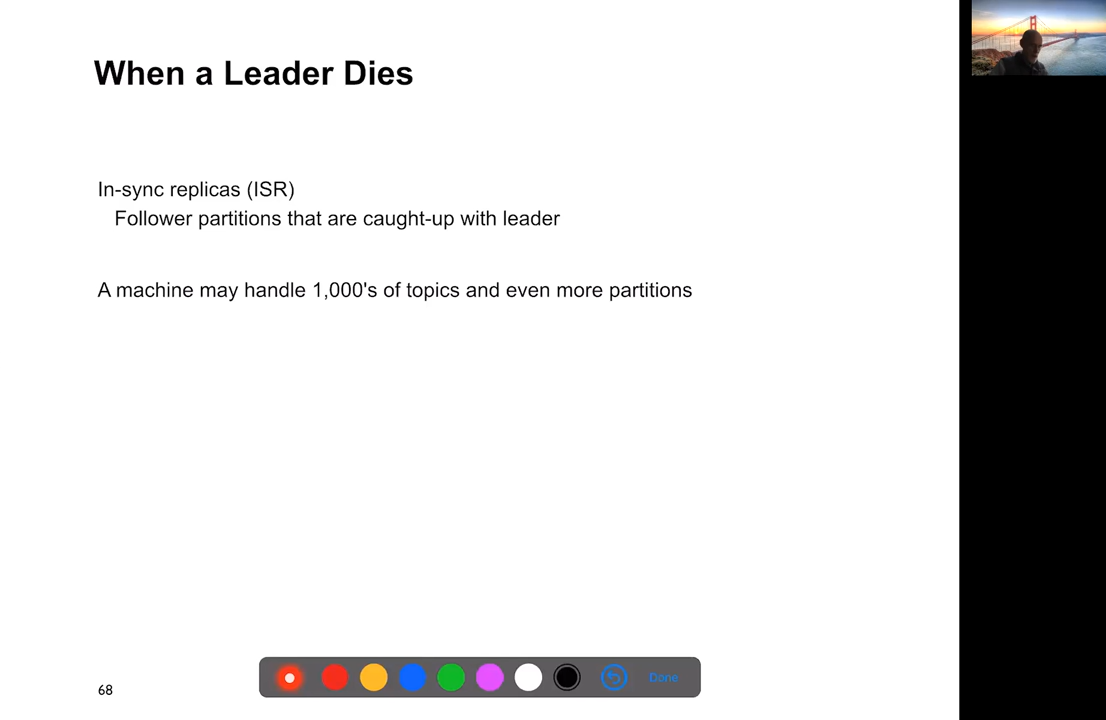 When a Leader Dies
In-sync replicas (ISR)
Follower partitions that are caught-up with leader
A machine may handle 1,000's of topics and even more partitions
68
Done